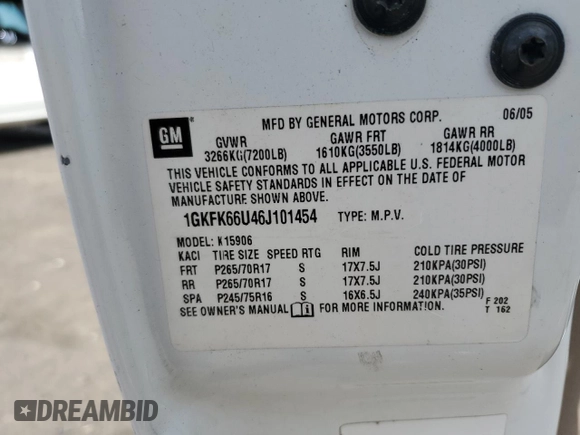 GM
MFD BY GENERAL MOTORS CORP. 06/05
GVWR GAWR FRT GAWR RR
3266KG(7200LB) 1610KG(3550LB) 1814KG(4000LB)
THIS VEHICLE CONFORMS TO ALL APPLICABLE U.S. FEDERAL MOTOR
VEHICLE SAFETY STANDARDS IN EFFECT ON THE DATE OF
MANUFACTURE SHOWN ABOVE.
1GKFK66U46J101454 TYPE: M.P.V.
MODEL: K15906
KACI TIRE SIZE SPEED RTG RIM COLD TIRE PRESSURE
FRT P265/70R17 S 17X7.5J 210KPA(30PSI)
RR P265/70R17 S 17X7.5J 210KPA(30PSI)
SPA P245/75R16 S 16X6.5J 240KPA(35PSI)
SEE OWNER'S MANUAL FOR MORE INFORMATION. F 202
T 162
DREAMBID